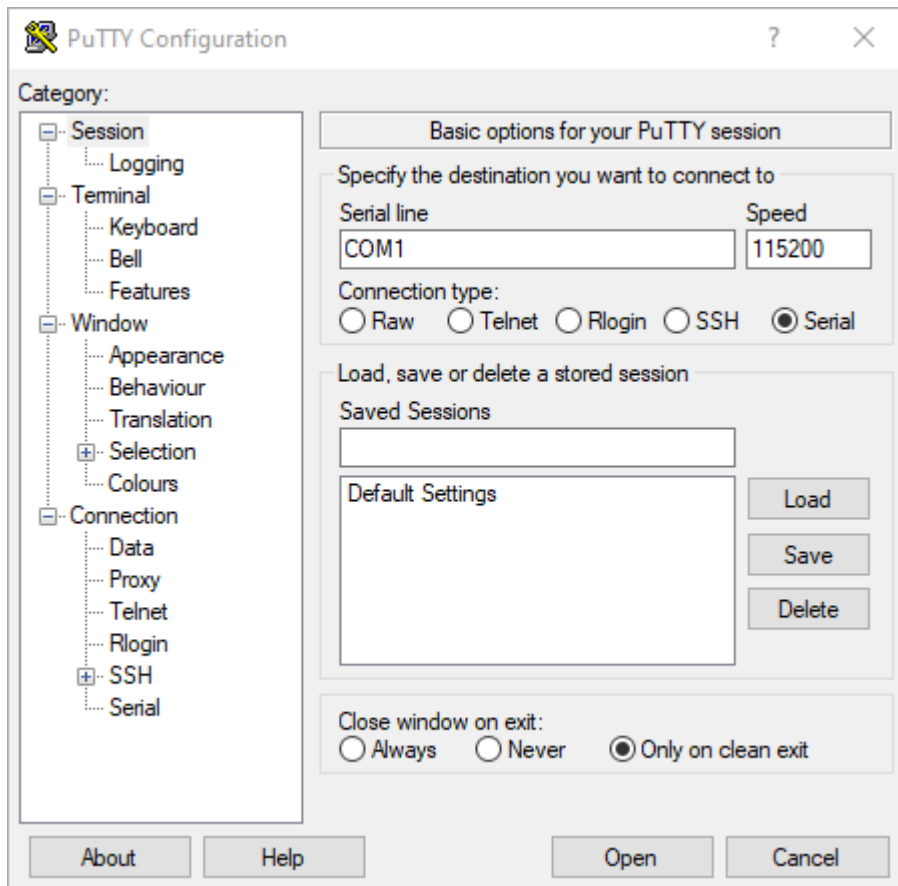 PuTTY Configuration
Category:
Session
Logging
Terminal
Keyboard
Bell
Features
Window
Appearance
Behaviour
Translation
Selection
Colours
Connection
Data
Proxy
Telnet
Rlogin
SSH
Serial
Basic options for your PuTTY session
Specify the destination you want to connect to
Serial line Speed
COM1 115200
Connection type:
Raw Telnet Rlogin SSH Serial
Load, save or delete a stored session
Saved Sessions
Default Settings
Load
Save
Delete
Close window on exit:
Always Never Only on clean exit
About Help Open Cancel